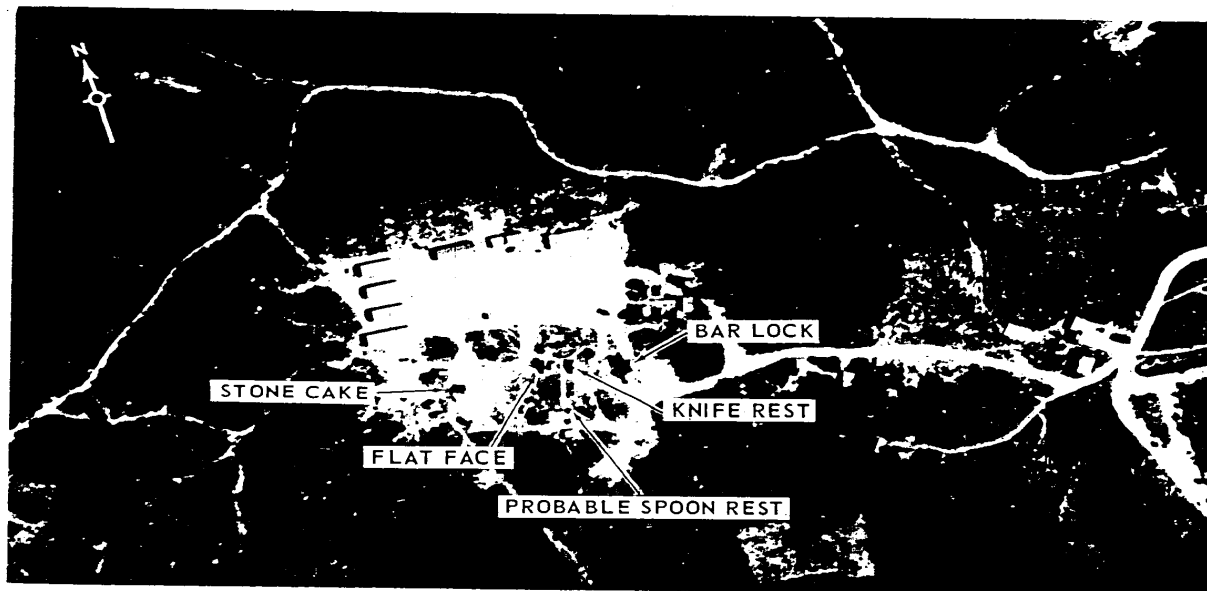 N
BAR LOCK
STONE CAKE
KNIFE REST
FLAT FACE
PROBABLE SPOON REST